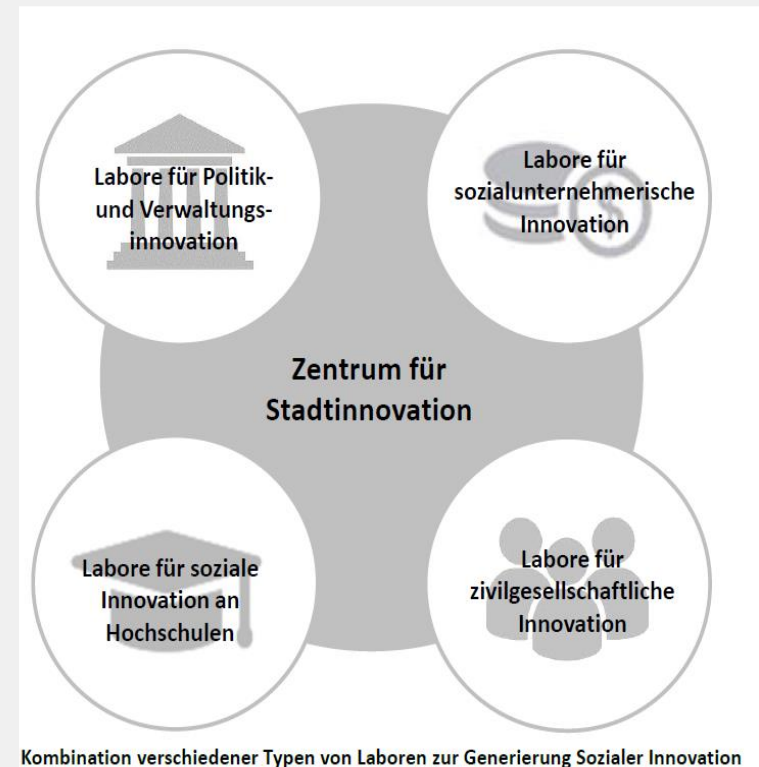 Labore für Politik-
und Verwaltungs-
innovation
Labore für
sozialunternehmerische
Innovation
$
Zentrum für
Stadtinnovation
Labore für soziale
Innovation an
Hochschulen
Labore für
zivilgesellschaftliche
Innovation
Kombination verschiedener Typen von Laboren zur Generierung Sozialer Innovation